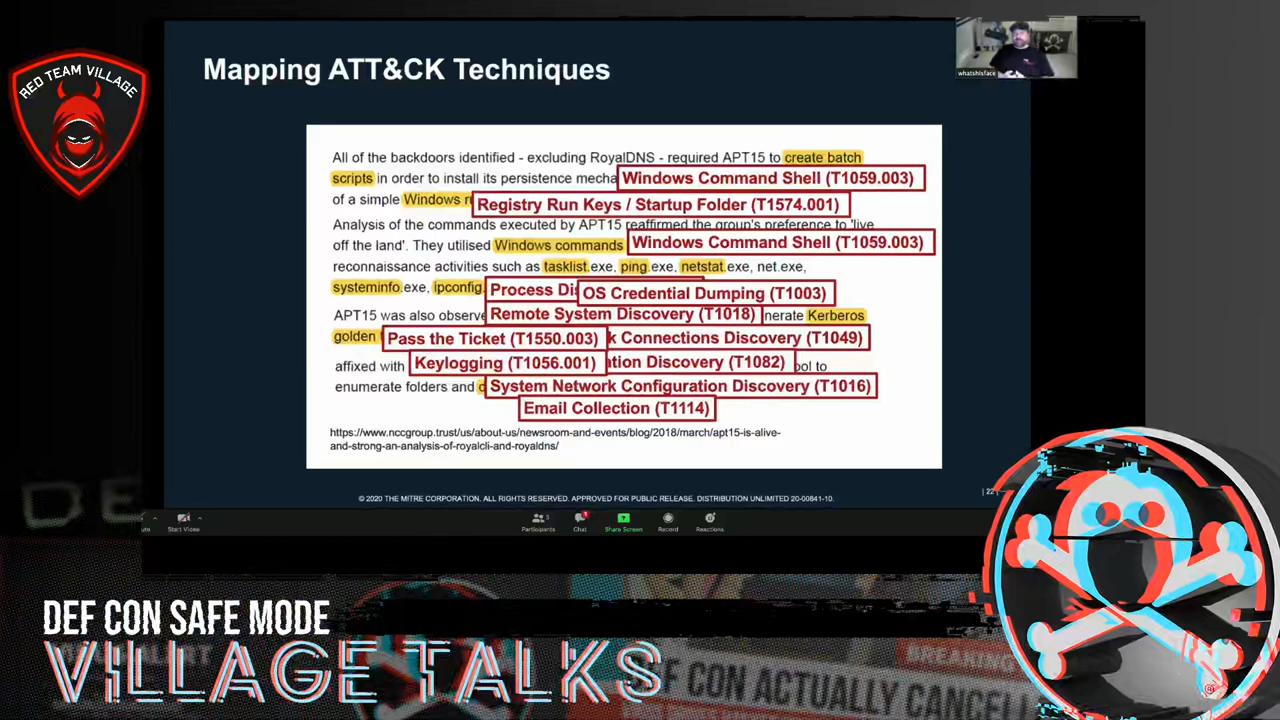 RED TEAM VILLAGE
Mapping ATT&CK Techniques
whatshisface
All of the backdoors identified - excluding RoyalDNS - required APT15 to create batch
scripts in order to install its persistence mecha
Windows Command Shell (T1059.003)
of a simple Windows ru
Registry Run Keys / Startup Folder (T1574.001)
Analysis of the commands executed by APT15 reaffirmed the group's preference to 'live
off the land'. They utilised Windows commands
Windows Command Shell (T1059.003)
reconnaissance activities such as tasklist.exe, ping.exe, netstat.exe, net.exe,
systeminfo.exe, ipconfig.
Process Dis
OS Credential Dumping (T1003)
APT15 was also observe
Remote System Discovery (T1018)
nerate Kerberos
golden
Pass the Ticket (T1550.003)
k Connections Discovery (T1049)
affixed with
Keylogging (T1056.001)
ation Discovery (T1082)
ool to
enumerate folders and
System Network Configuration Discovery (T1016)
Email Collection (T1114)
https://www.nccgroup.trust/us/about-us/newsroom-and-events/blog/2018/march/apt15-is-alive-
and-strong-an-analysis-of-royalcli-and-royaldns/
© 2020 THE MITRE CORPORATION. ALL RIGHTS RESERVED. APPROVED FOR PUBLIC RELEASE. DISTRIBUTION UNLIMITED 20-00841-10.
| 22 |
Start Video
Participants
3
Chat
Share Screen
Record
Reactions
DEF CON SAFE MODE
VILLAGE TALKS
BREAKING
DEF CON ACTUALLY CANCELL